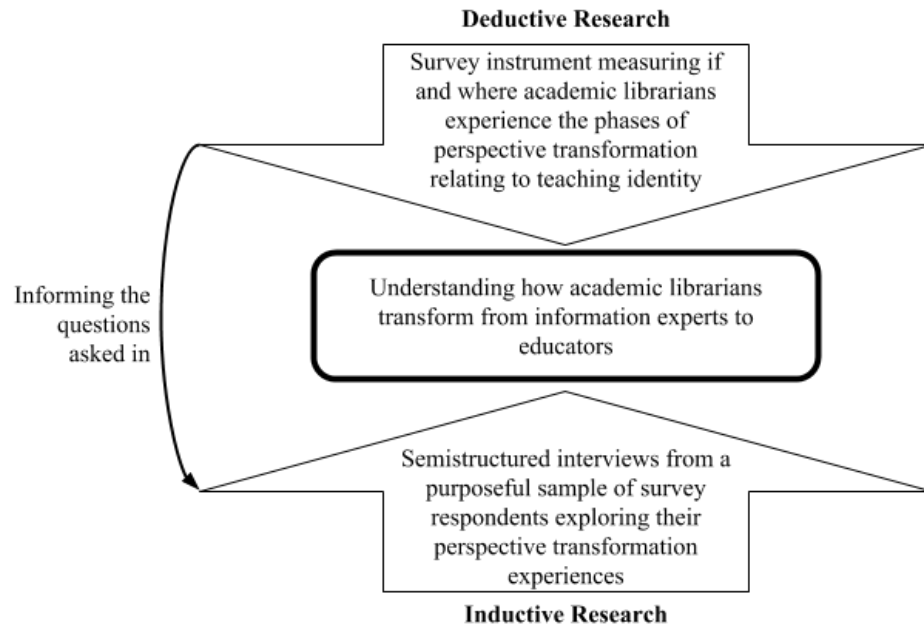 Deductive Research
Survey instrument measuring if
and where academic librarians
experience the phases of
perspective transformation
relating to teaching identity
Informing the
questions
asked in
Understanding how academic librarians
transform from information experts to
educators
Semistructured interviews from a
purposeful sample of survey
respondents exploring their
perspective transformation
experiences
Inductive Research